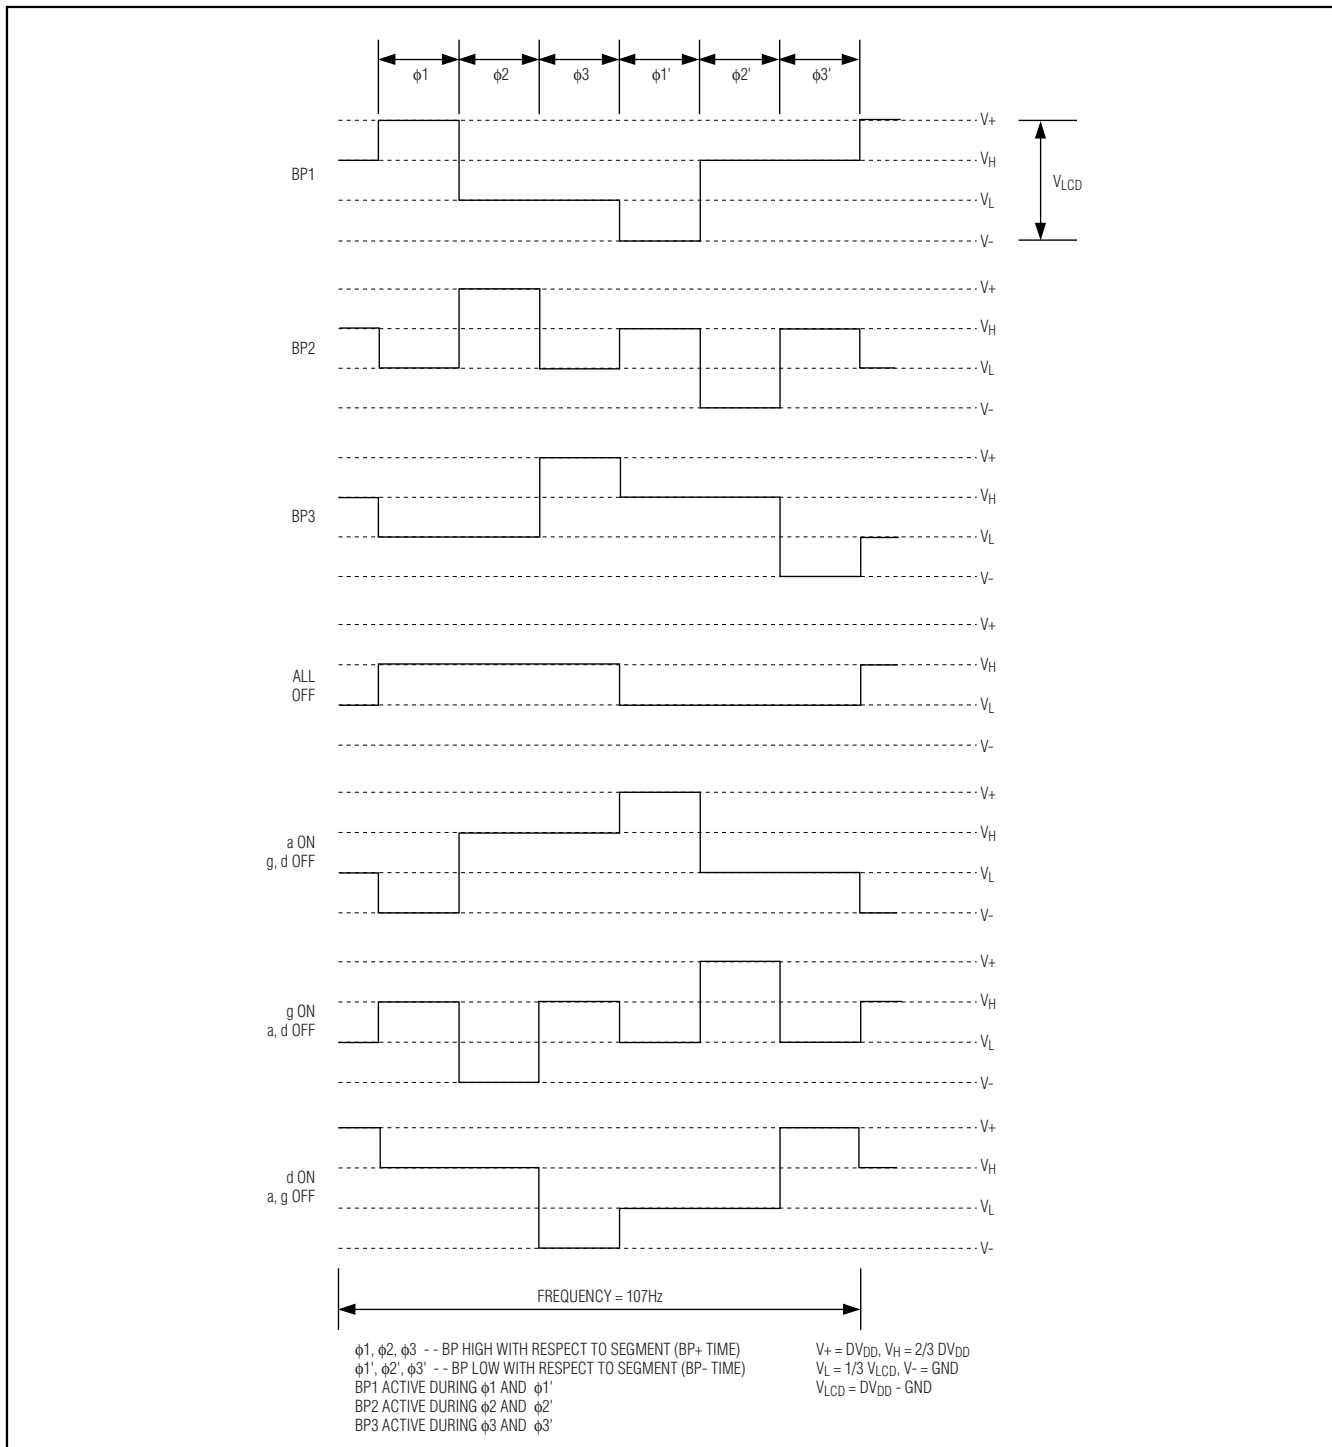 ϕ1 ϕ2 ϕ3 ϕ1' ϕ2' ϕ3'
V+
VH
BP1
VL
V-
VLCD
V+
VH
BP2
VL
V-
V+
VH
BP3
VL
V-
V+
VH
ALL
OFF
VL
V-
V+
VH
a ON
g, d OFF
VL
V-
V+
VH
g ON
a, d OFF
VL
V-
V+
VH
d ON
a, g OFF
VL
V-
FREQUENCY = 107Hz
ϕ1, ϕ2, ϕ3 - - BP HIGH WITH RESPECT TO SEGMENT (BP+ TIME)
ϕ1', ϕ2', ϕ3' - - BP LOW WITH RESPECT TO SEGMENT (BP- TIME)
BP1 ACTIVE DURING ϕ1 AND ϕ1'
BP2 ACTIVE DURING ϕ2 AND ϕ2'
BP3 ACTIVE DURING ϕ3 AND ϕ3'
V+ = DVDD, VH = 2/3 DVDD
VL = 1/3 VLCD, V- = GND
VLCD = DVDD - GND